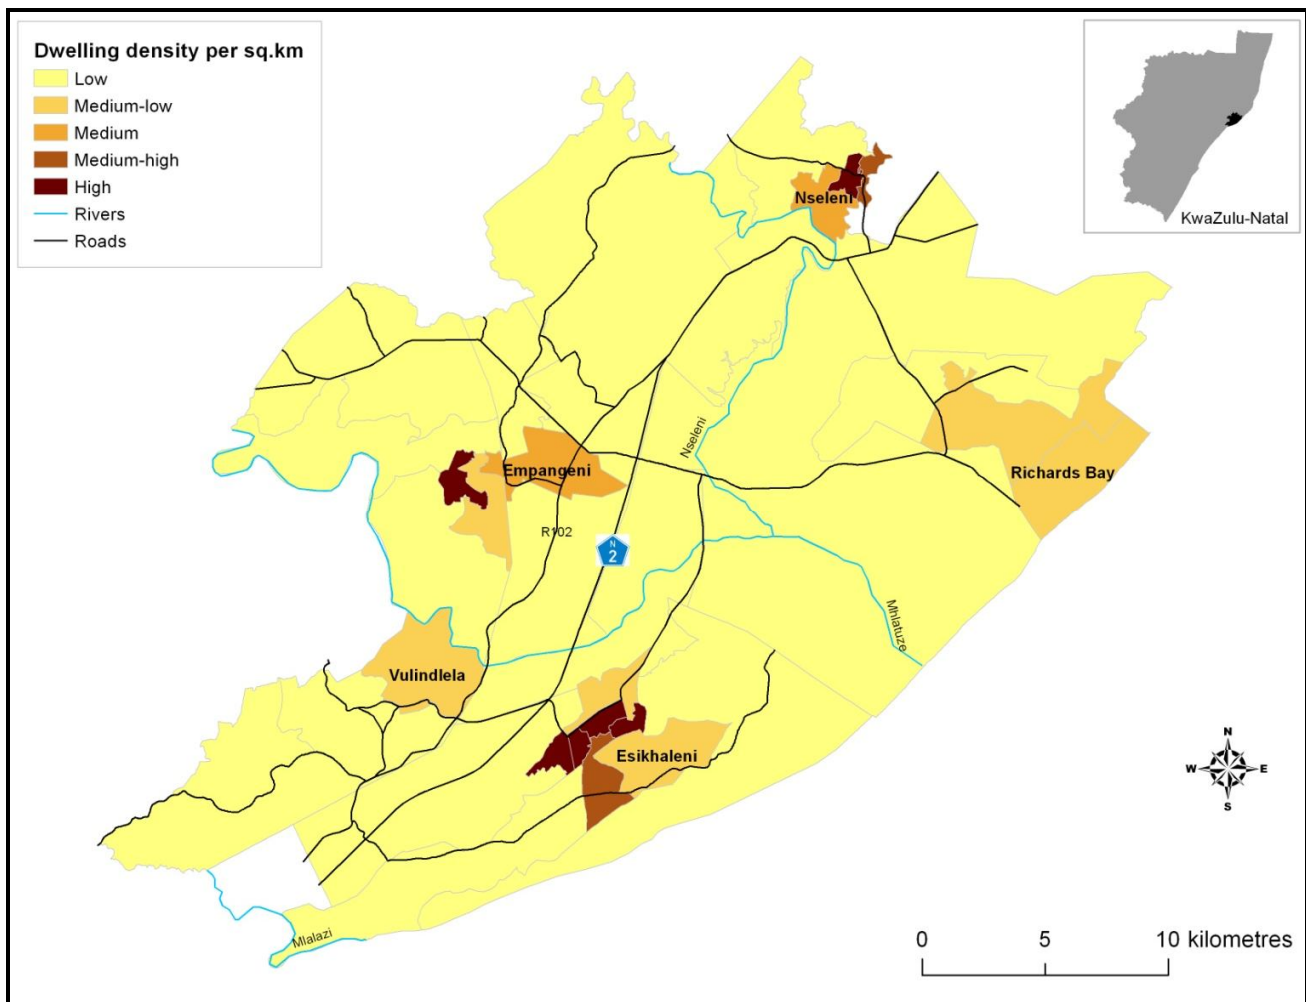 Dwelling density per sq.km
Low
Medium-low
Medium
Medium-high
High
Rivers
Roads
KwaZulu-Natal
Nseleni
Nseleni
Empangeni
Richards Bay
R102
N
2
Mhlatuze
Vulindlela
Esikhaleni
N
W
E
S
Mlalazi
0 5 10 kilometres